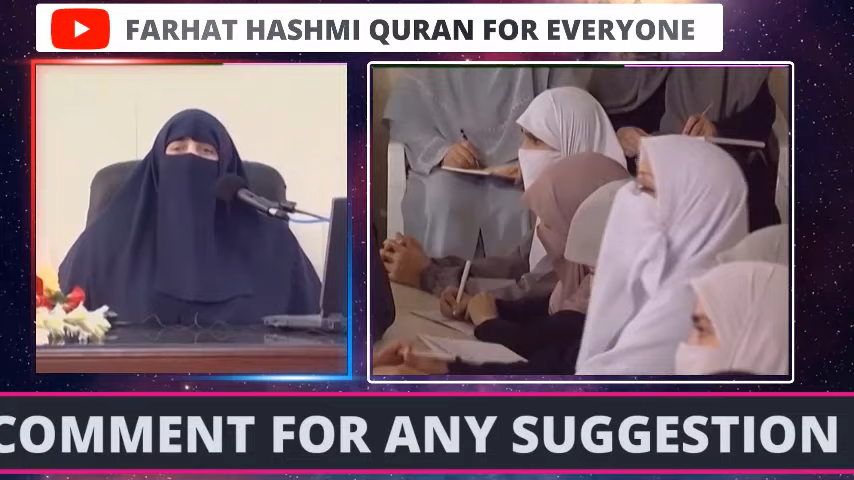 FARHAT HASHMI QURAN FOR EVERYONE
COMMENT FOR ANY SUGGESTION